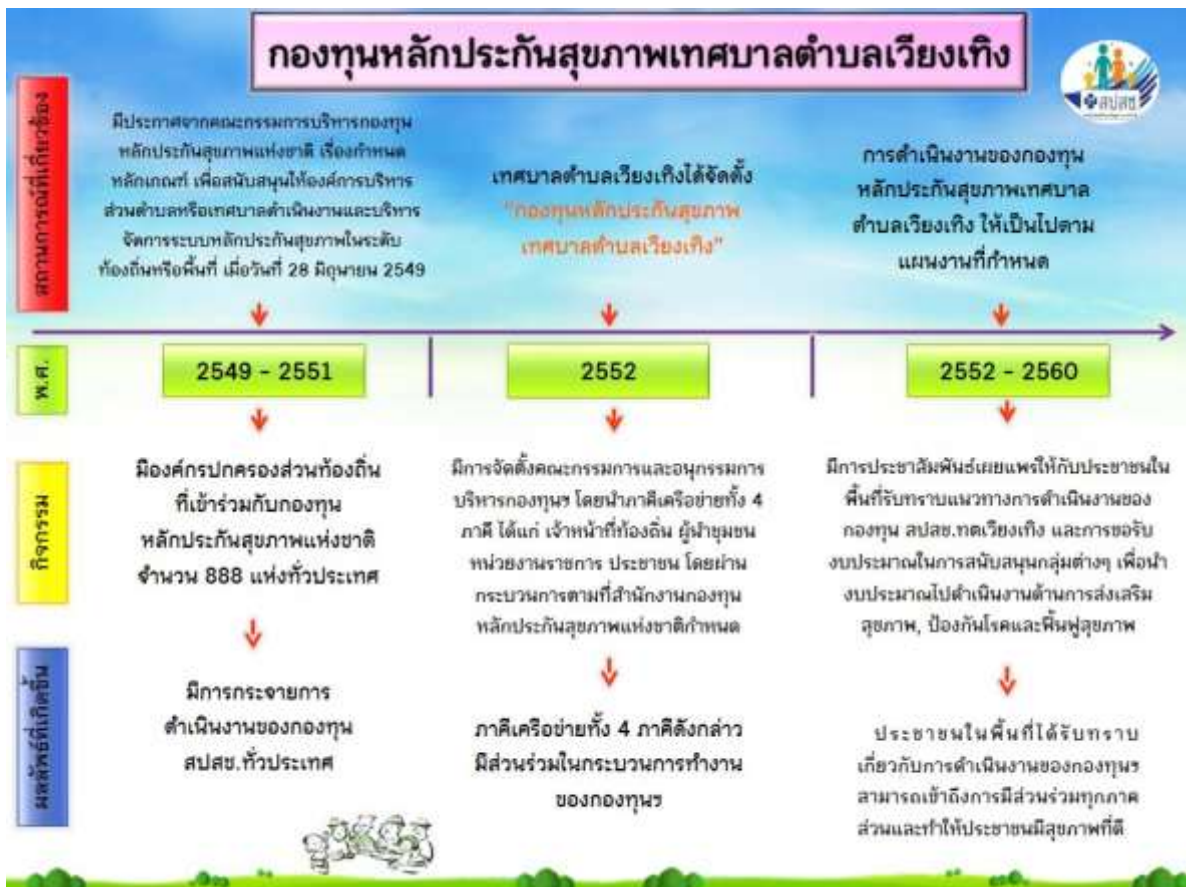 กองทุนหลักประกันสุขภาพเทศบาลตำบลเวียงเทิง
สปสช.
สถานการณ์ที่เกี่ยวข้อง
มีประกาศจากคณะกรรมการบริหารกองทุน
หลักประกันสุขภาพแห่งชาติ เรื่องกำหนด
หลักเกณฑ์ เพื่อสนับสนุนให้องค์การบริหาร
ส่วนตำบลหรือเทศบาลดำเนินงานและบริหาร
จัดการระบบหลักประกันสุขภาพในระดับ
ท้องถิ่นหรือพื้นที่ เมื่อวันที่ 28 มิถุนายน 2549
เทศบาลตำบลเวียงเทิงได้จัดตั้ง
"กองทุนหลักประกันสุขภาพ
เทศบาลตำบลเวียงเทิง"
การดำเนินงานของกองทุน
หลักประกันสุขภาพเทศบาล
ตำบลเวียงเทิง ให้เป็นไปตาม
แผนงานที่กำหนด
พ.ศ.
2549 - 2551
2552
2552 - 2560
กิจกรรม
มีองค์กรปกครองส่วนท้องถิ่น
ที่เข้าร่วมกับกองทุน
หลักประกันสุขภาพแห่งชาติ
จำนวน 888 แห่งทั่วประเทศ
มีการจัดตั้งคณะกรรมการและอนุกรรมการ
บริหารกองทุนฯ โดยนำภาคีเครือข่ายทั้ง 4
ภาคี ได้แก่ เจ้าหน้าที่ท้องถิ่น ผู้นำชุมชน
หน่วยงานราชการ ประชาชน โดยผ่าน
กระบวนการตามที่สำนักงานกองทุน
หลักประกันสุขภาพแห่งชาติกำหนด
มีการประชาสัมพันธ์เผยแพร่ให้กับประชาชนใน
พื้นที่รับทราบแนวทางการดำเนินงานของ
กองทุน สปสช.ทตเวียงเทิง และการขอรับ
งบประมาณในการสนับสนุนกลุ่มต่างๆ เพื่อนำ
งบประมาณไปดำเนินงานด้านการส่งเสริม
สุขภาพ, ป้องกันโรคและฟื้นฟูสุขภาพ
ผลลัพธ์ที่เกิดขึ้น
มีการกระจายการ
ดำเนินงานของกองทุน
สปสช.ทั่วประเทศ
ภาคีเครือข่ายทั้ง 4 ภาคีดังกล่าว
มีส่วนร่วมในกระบวนการทำงาน
ของกองทุนฯ
ประชาชนในพื้นที่ได้รับทราบ
เกี่ยวกับการดำเนินงานของกองทุนฯ
สามารถเข้าถึงการมีส่วนร่วมทุกภาค
ส่วนและทำให้ประชาชนมีสุขภาพที่ดี